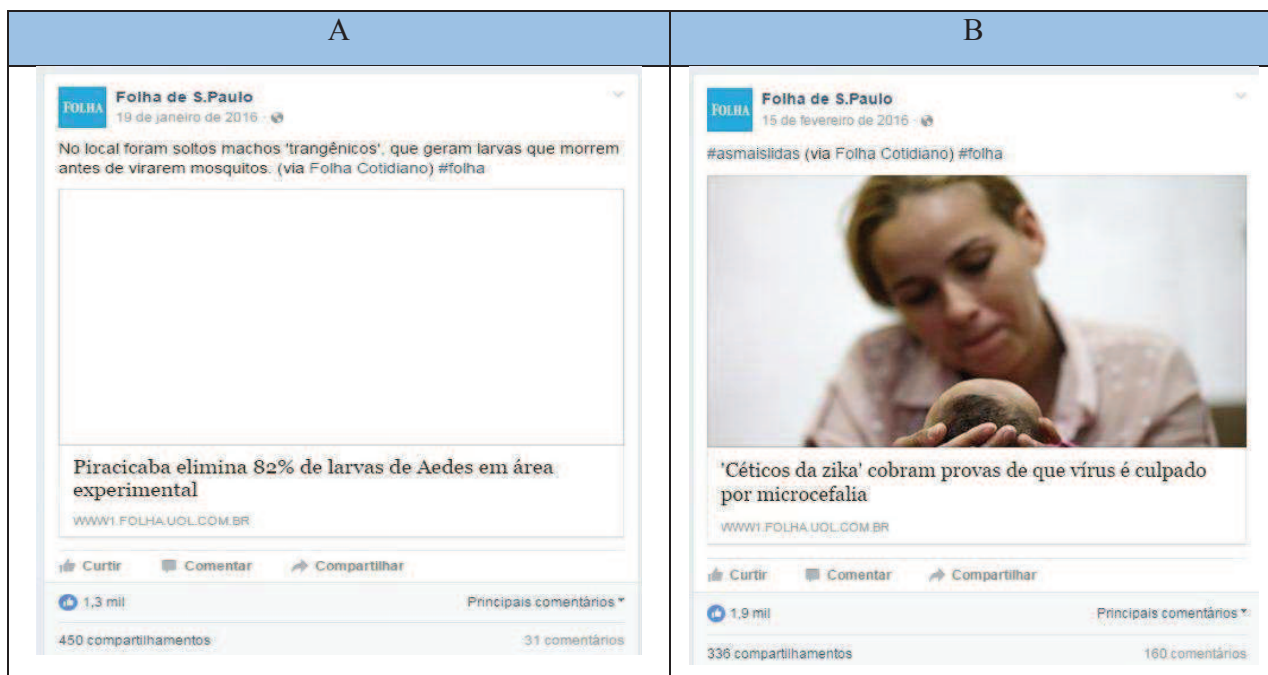 A
FOLHA
Folha de S.Paulo
19 de janeiro de 2016
No local foram soltos machos 'trangênicos', que geram larvas que morrem
antes de virarem mosquitos. (via Folha Cotidiano) #folha
Piracicaba elimina 82% de larvas de Aedes em área
experimental
WWW1.FOLHA.UOL.COM.BR
Curtir Comentar Compartilhar
1,3 mil Principais comentários
450 compartilhamentos 31 comentários
B
FOLHA
Folha de S.Paulo
15 de fevereiro de 2016
#asmaislidas (via Folha Cotidiano) #folha
'Céticos da zika' cobram provas de que vírus é culpado
por microcefalia
WWW1.FOLHA.UOL.COM.BR
Curtir Comentar Compartilhar
1,9 mil Principais comentários
336 compartilhamentos 160 comentários